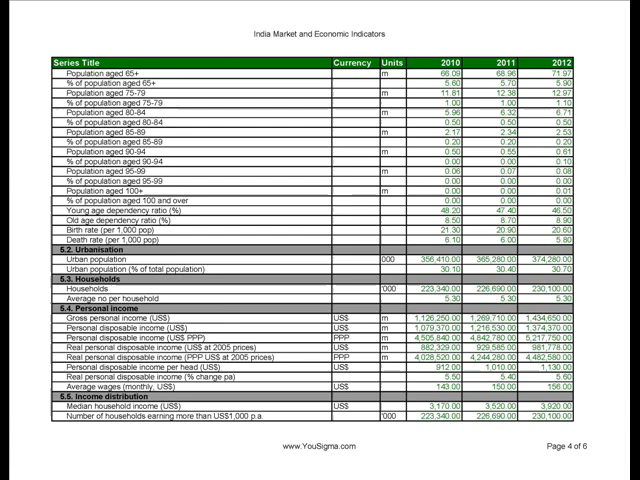 India Market and Economic Indicators
Series Title Currency Units 2010 2011 2012
Population aged 65+ m 66.09 68.96 71.97
% of population aged 65+ 5.60 5.70 5.90
Population aged 75-79 m 11.81 12.38 12.97
% of population aged 75-79 1.00 1.00 1.10
Population aged 80-84 m 5.96 6.32 6.71
% of population aged 80-84 0.50 0.50 0.50
Population aged 85-89 m 2.17 2.34 2.53
% of population aged 85-89 0.20 0.20 0.20
Population aged 90-94 m 0.50 0.55 0.61
% of population aged 90-94 0.00 0.00 0.10
Population aged 95-99 m 0.06 0.07 0.08
% of population aged 95-99 0.00 0.00 0.00
Population aged 100+ m 0.00 0.00 0.01
% of population aged 100 and over 0.00 0.00 0.00
Young age dependency ratio (%) 48.20 47.40 46.50
Old age dependency ratio (%) 8.50 8.70 8.90
Birth rate (per 1,000 pop) 21.30 20.90 20.60
Death rate (per 1,000 pop) 6.10 6.00 5.80
5.2. Urbanisation
Urban population 000 356,410.00 365,280.00 374,280.00
Urban population (% of total population) 30.10 30.40 30.70
5.3. Households
Households '000 223,340.00 226,690.00 230,100.00
Average no per household 5.30 5.30 5.30
5.4. Personal income
Gross personal income (US$) US$ m 1,126,250.00 1,269,710.00 1,434,650.00
Personal disposable income (US$) US$ m 1,079,370.00 1,216,530.00 1,374,370.00
Personal disposable income (US$ PPP) PPP m 4,505,840.00 4,842,780.00 5,217,750.00
Real personal disposable income (US$ at 2005 prices) US$ m 882,329.00 929,585.00 981,778.00
Real personal disposable income (PPP US$ at 2005 prices) PPP m 4,028,520.00 4,244,280.00 4,482,580.00
Personal disposable income per head (US$) US$ 912.00 1,010.00 1,130.00
Real personal disposable income (% change pa) 5.50 5.40 5.60
Average wages (monthly, US$) US$ 143.00 150.00 156.00
5.5. Income distribution
Median household income (US$) US$ 3,170.00 3,520.00 3,920.00
Number of households earning more than US$1,000 p.a. '000 223,340.00 226,690.00 230,100.00
www.YouSigma.com Page 4 of 6